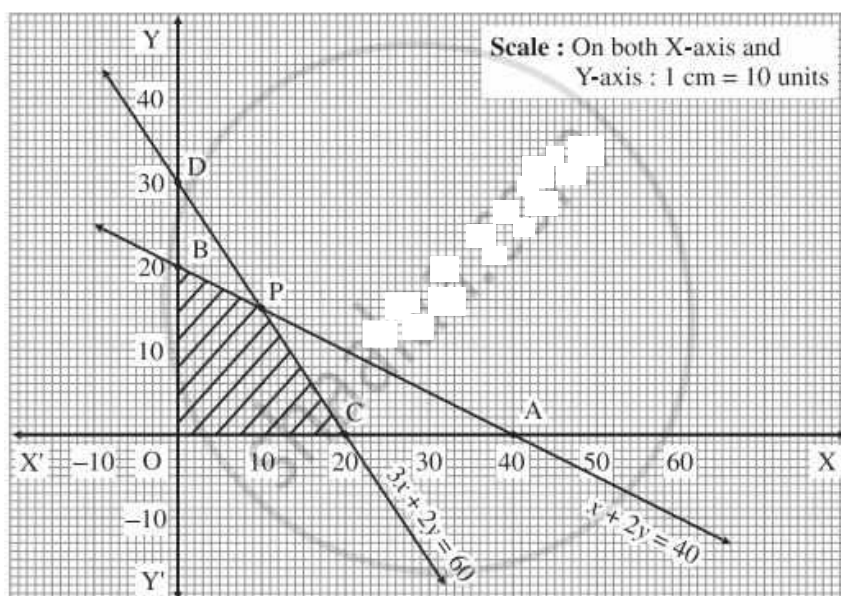 Y
Scale : On both X-axis and
Y-axis : 1 cm = 10 units
40
D
30
B
20
P
10
C
A
X' –10 O 10 20 30 40 50 60 X
3x + 2y = 60
x + 2y = 40
–10
Y'